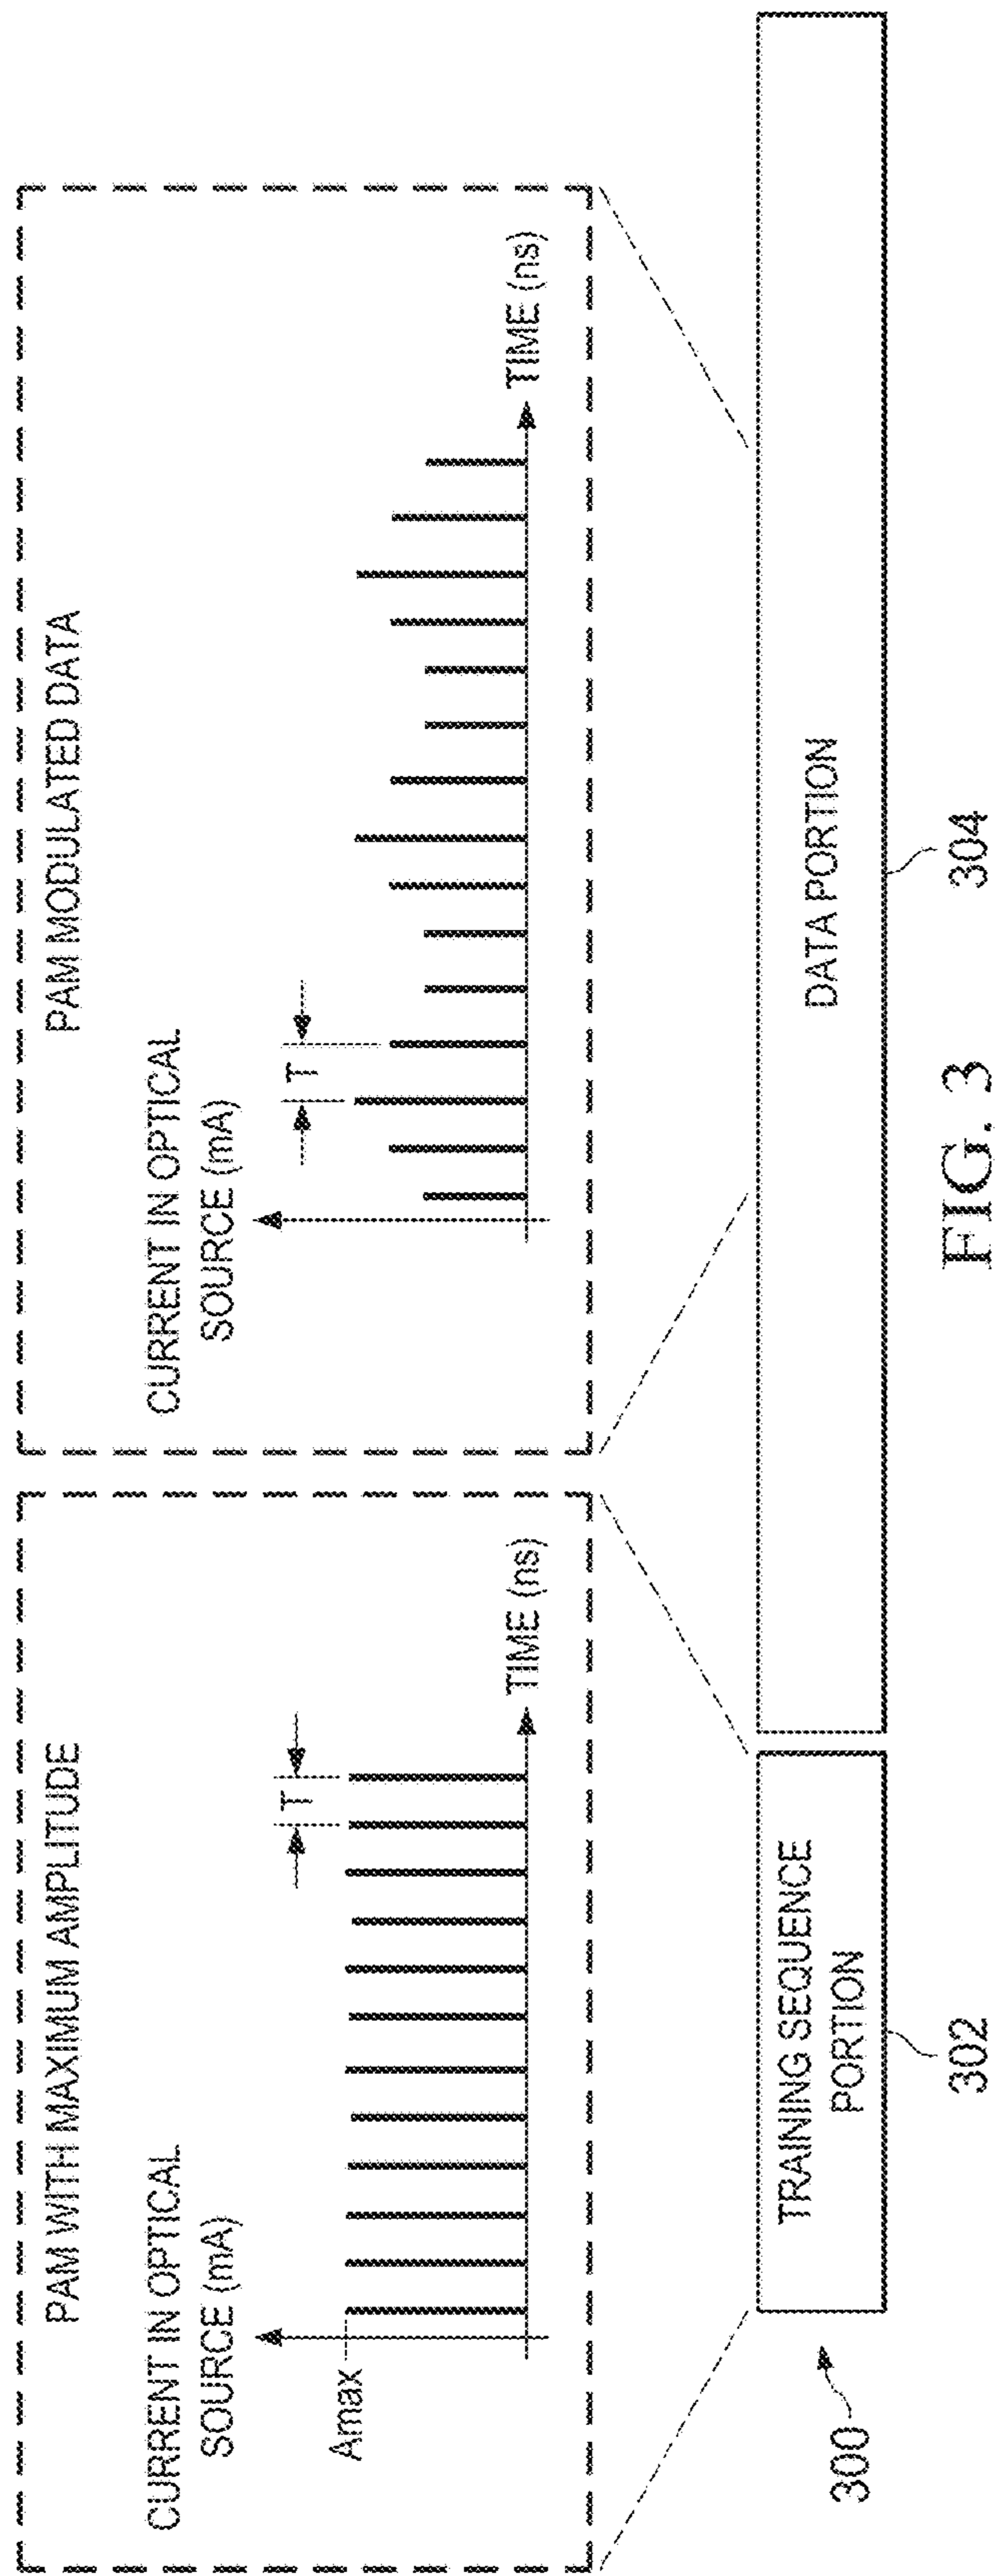 PAM WITH MAXIMUM AMPLITUDE
CURRENT IN OPTICAL
SOURCE (mA)
Amax
T
TIME (ns)
PAM MODULATED DATA
CURRENT IN OPTICAL
SOURCE (mA)
T
TIME (ns)
300
TRAINING SEQUENCE
PORTION
302
DATA PORTION
304
FIG. 3